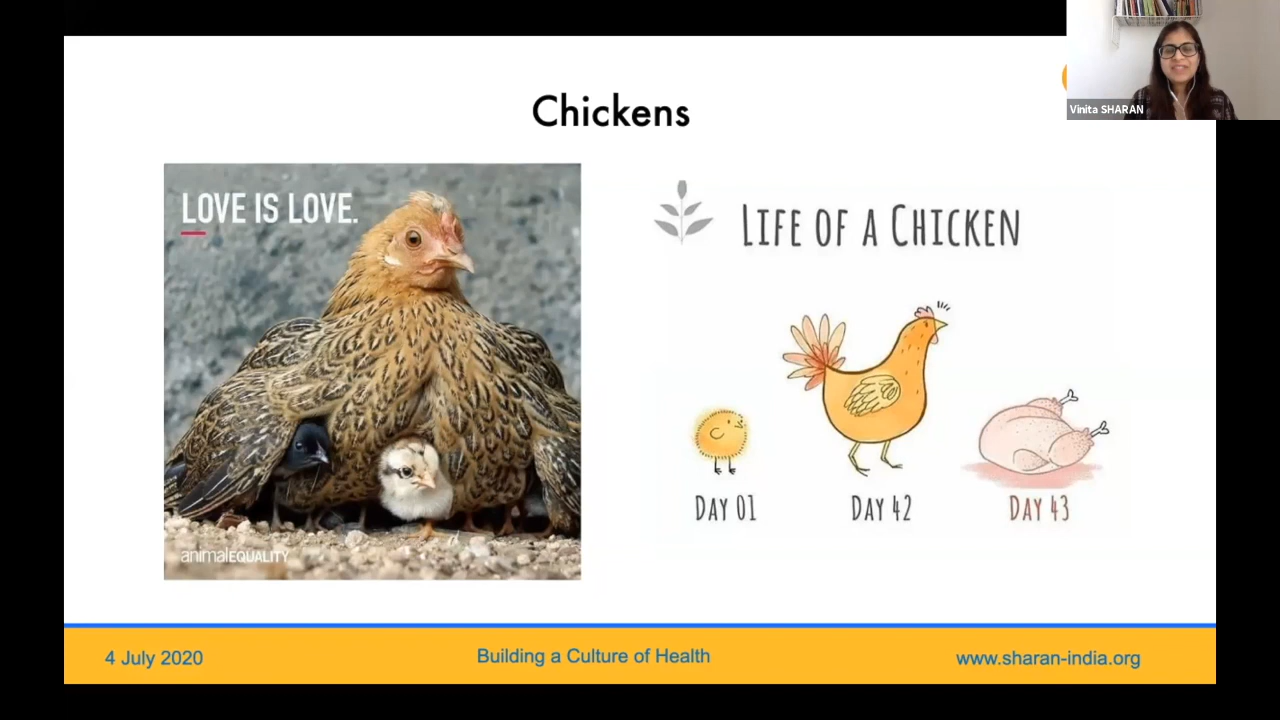 Chickens
Vinita SHARAN
LOVE IS LOVE.
animalEQUALITY
LIFE OF A CHICKEN
DAY 01
DAY 42
DAY 43
4 July 2020
Building a Culture of Health
www.sharan-india.org